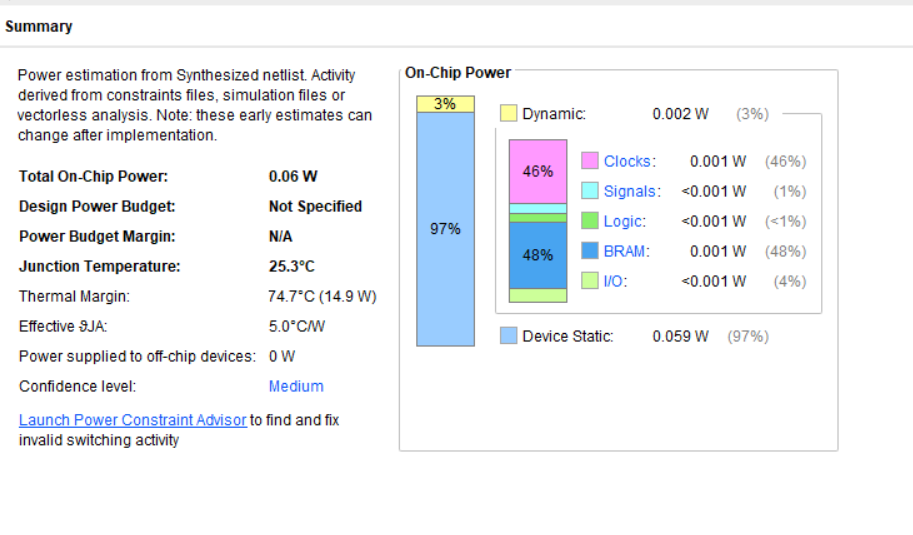 Summary
Power estimation from Synthesized netlist. Activity
derived from constraints files, simulation files or
vectorless analysis. Note: these early estimates can
change after implementation.
Total On-Chip Power: 0.06 W
Design Power Budget: Not Specified
Power Budget Margin: N/A
Junction Temperature: 25.3°C
Thermal Margin: 74.7°C (14.9 W)
Effective ϑJA: 5.0°C/W
Power supplied to off-chip devices: 0 W
Confidence level: Medium
Launch Power Constraint Advisor to find and fix
invalid switching activity
On-Chip Power
3%
97%
Dynamic: 0.002 W (3%)
46%
48%
Clocks: 0.001 W (46%)
Signals: <0.001 W (1%)
Logic: <0.001 W (<1%)
BRAM: 0.001 W (48%)
I/O: <0.001 W (4%)
Device Static: 0.059 W (97%)